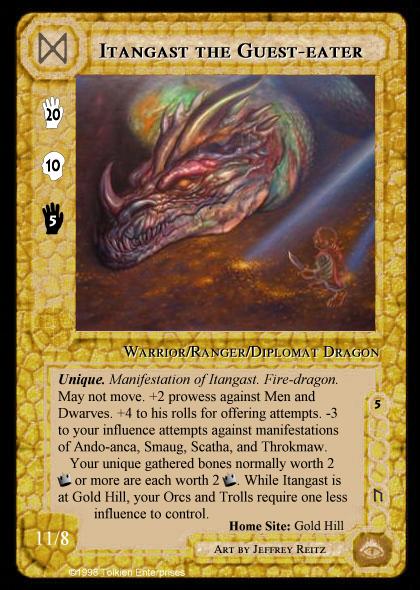 Itangast the Guest-eater
20
10
5
Warrior/Ranger/Diplomat Dragon
Unique. Manifestation of Itangast. Fire-dragon.
May not move. +2 prowess against Men and
Dwarves. +4 to his rolls for offering attempts. -3
to your influence attempts against manifestations
of Ando-anca, Smaug, Scatha, and Throkmaw.
Your unique gathered bones normally worth 2
or more are each worth 2 . While Itangast is
at Gold Hill, your Orcs and Trolls require one less
influence to control.
5
Home Site: Gold Hill
11/8
Art by Jeffrey Reitz
©1998 Tolkien Enterprises